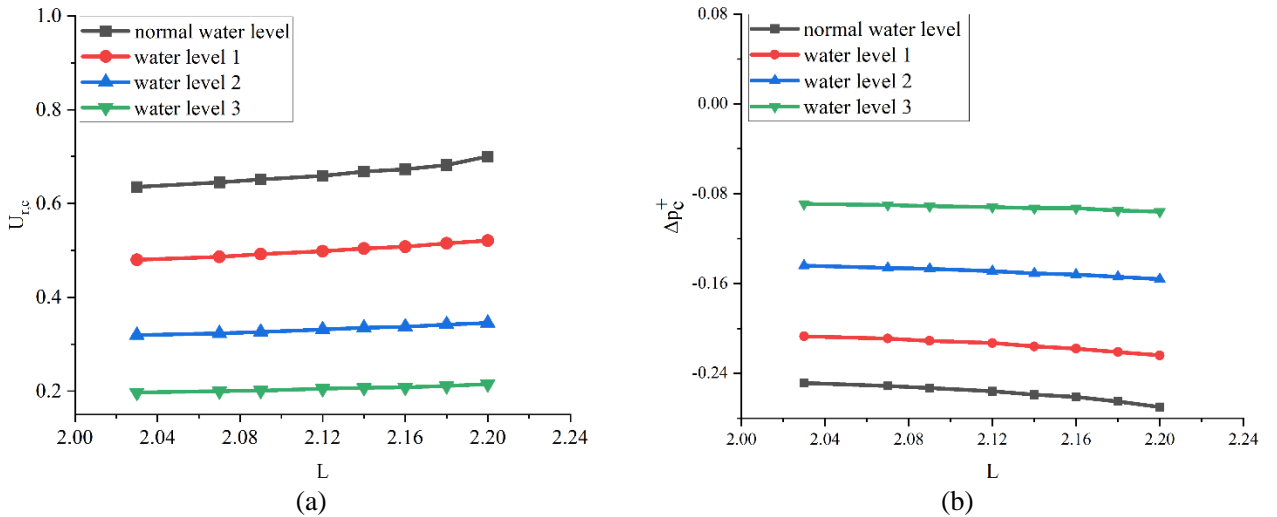 1.0
0.8
0.6
0.4
0.2
U_{r,c}
normal water level
water level 1
water level 2
water level 3
2.00 2.04 2.08 2.12 2.16 2.20 2.24
L
(a)
0.08
0.00
-0.08
-0.16
-0.24
Δp_c^+
normal water level
water level 1
water level 2
water level 3
2.00 2.04 2.08 2.12 2.16 2.20 2.24
L
(b)